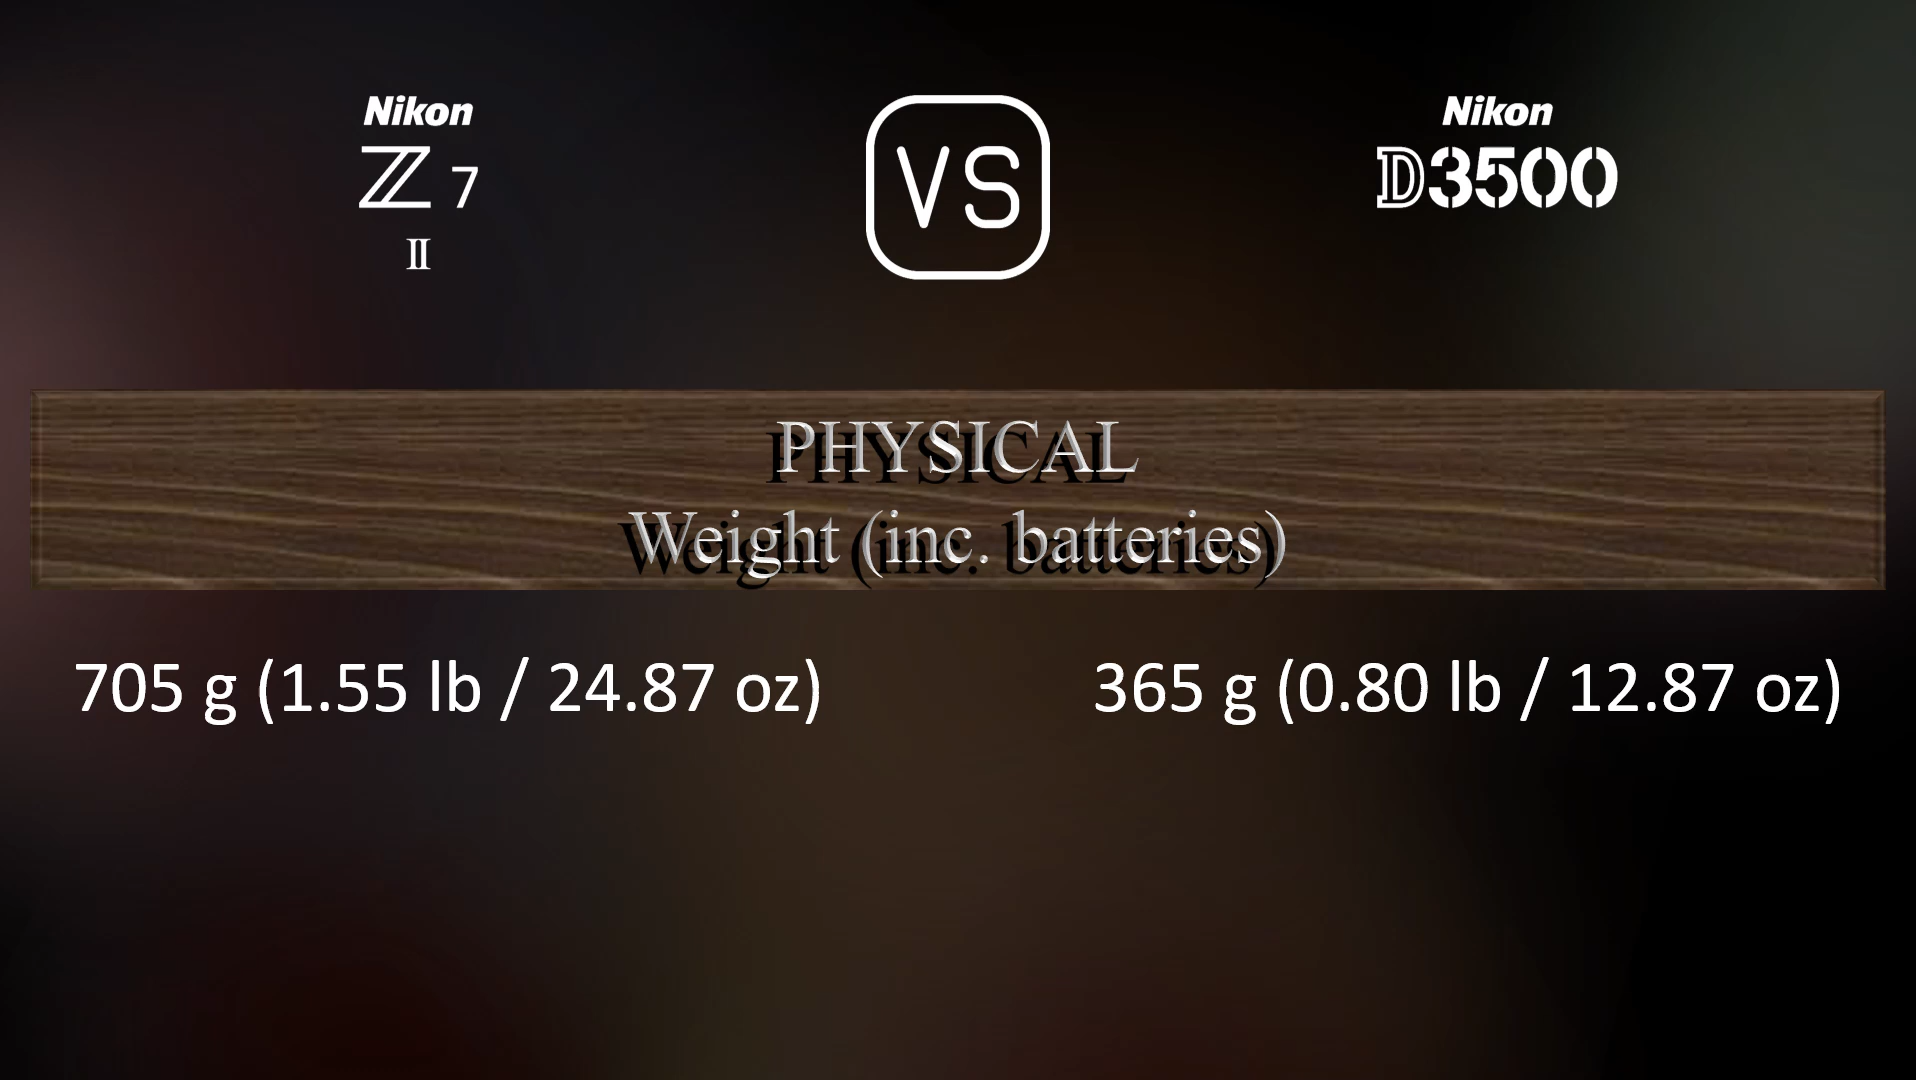 Nikon
Z 7
II
VS
Nikon
D3500
PHYSICAL
Weight (inc. batteries)
705 g (1.55 lb / 24.87 oz)
365 g (0.80 lb / 12.87 oz)